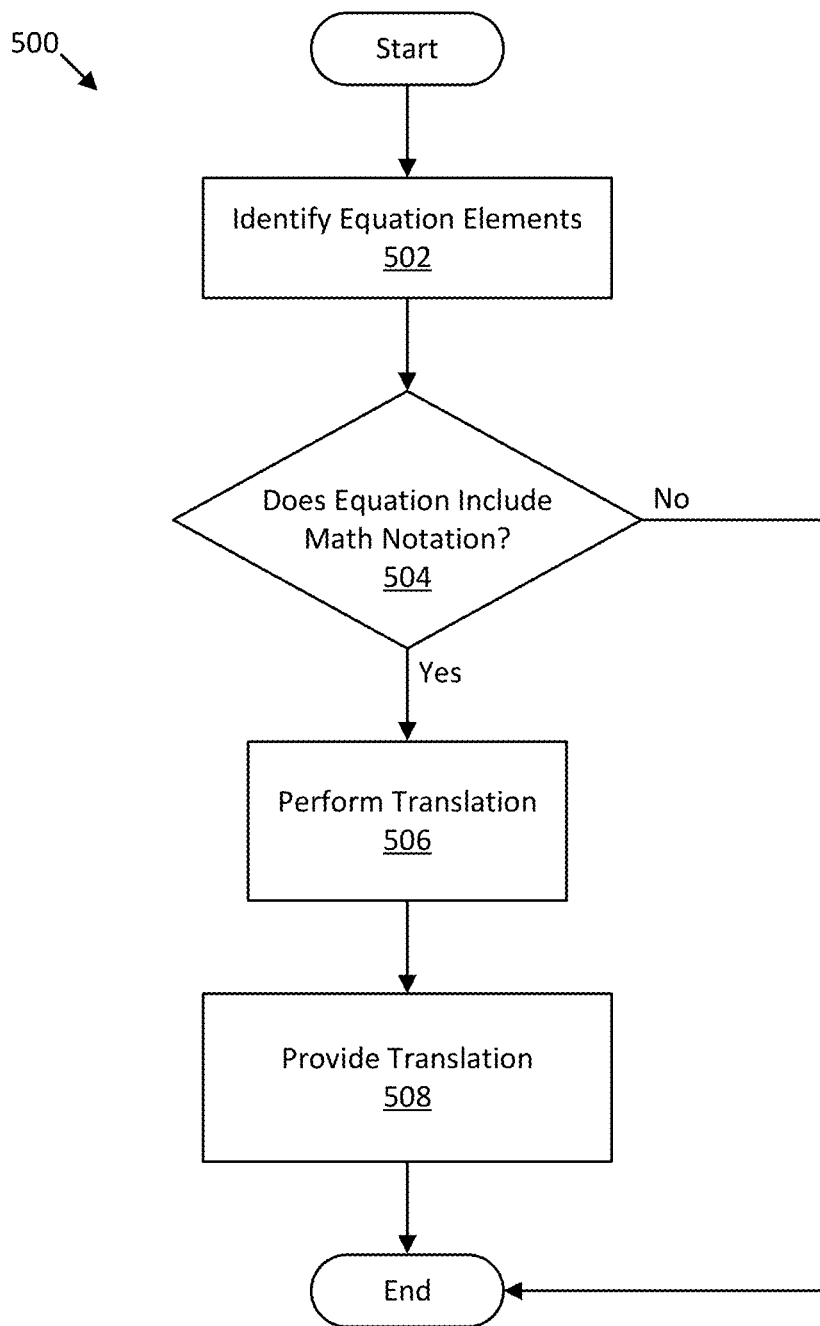 500
Start
Identify Equation Elements
502
Does Equation Include
Math Notation?
504
No
Yes
Perform Translation
506
Provide Translation
508
End